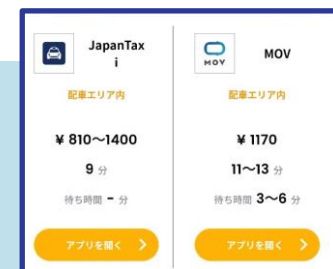 JapanTax
i
配車エリア内
¥ 810〜1400
9 分
待ち時間 - 分
アプリを開く
MOV
MOV
配車エリア内
¥ 1170
11〜13 分
待ち時間 3〜6 分
アプリを開く